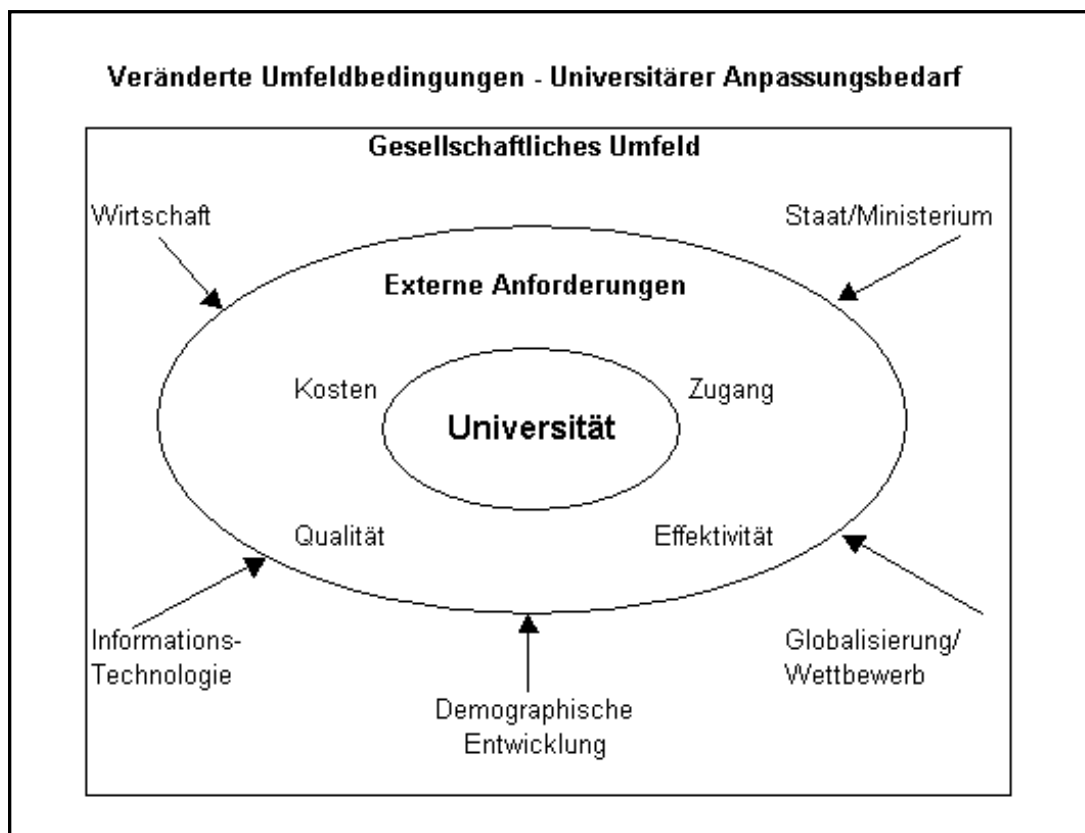 Veränderte Umfeldbedingungen - Universitärer Anpassungsbedarf
Gesellschaftliches Umfeld
Wirtschaft
Staat/Ministerium
Externe Anforderungen
Kosten
Zugang
Universität
Qualität
Effektivität
Informations-
Technologie
Globalisierung/
Wettbewerb
Demographische
Entwicklung